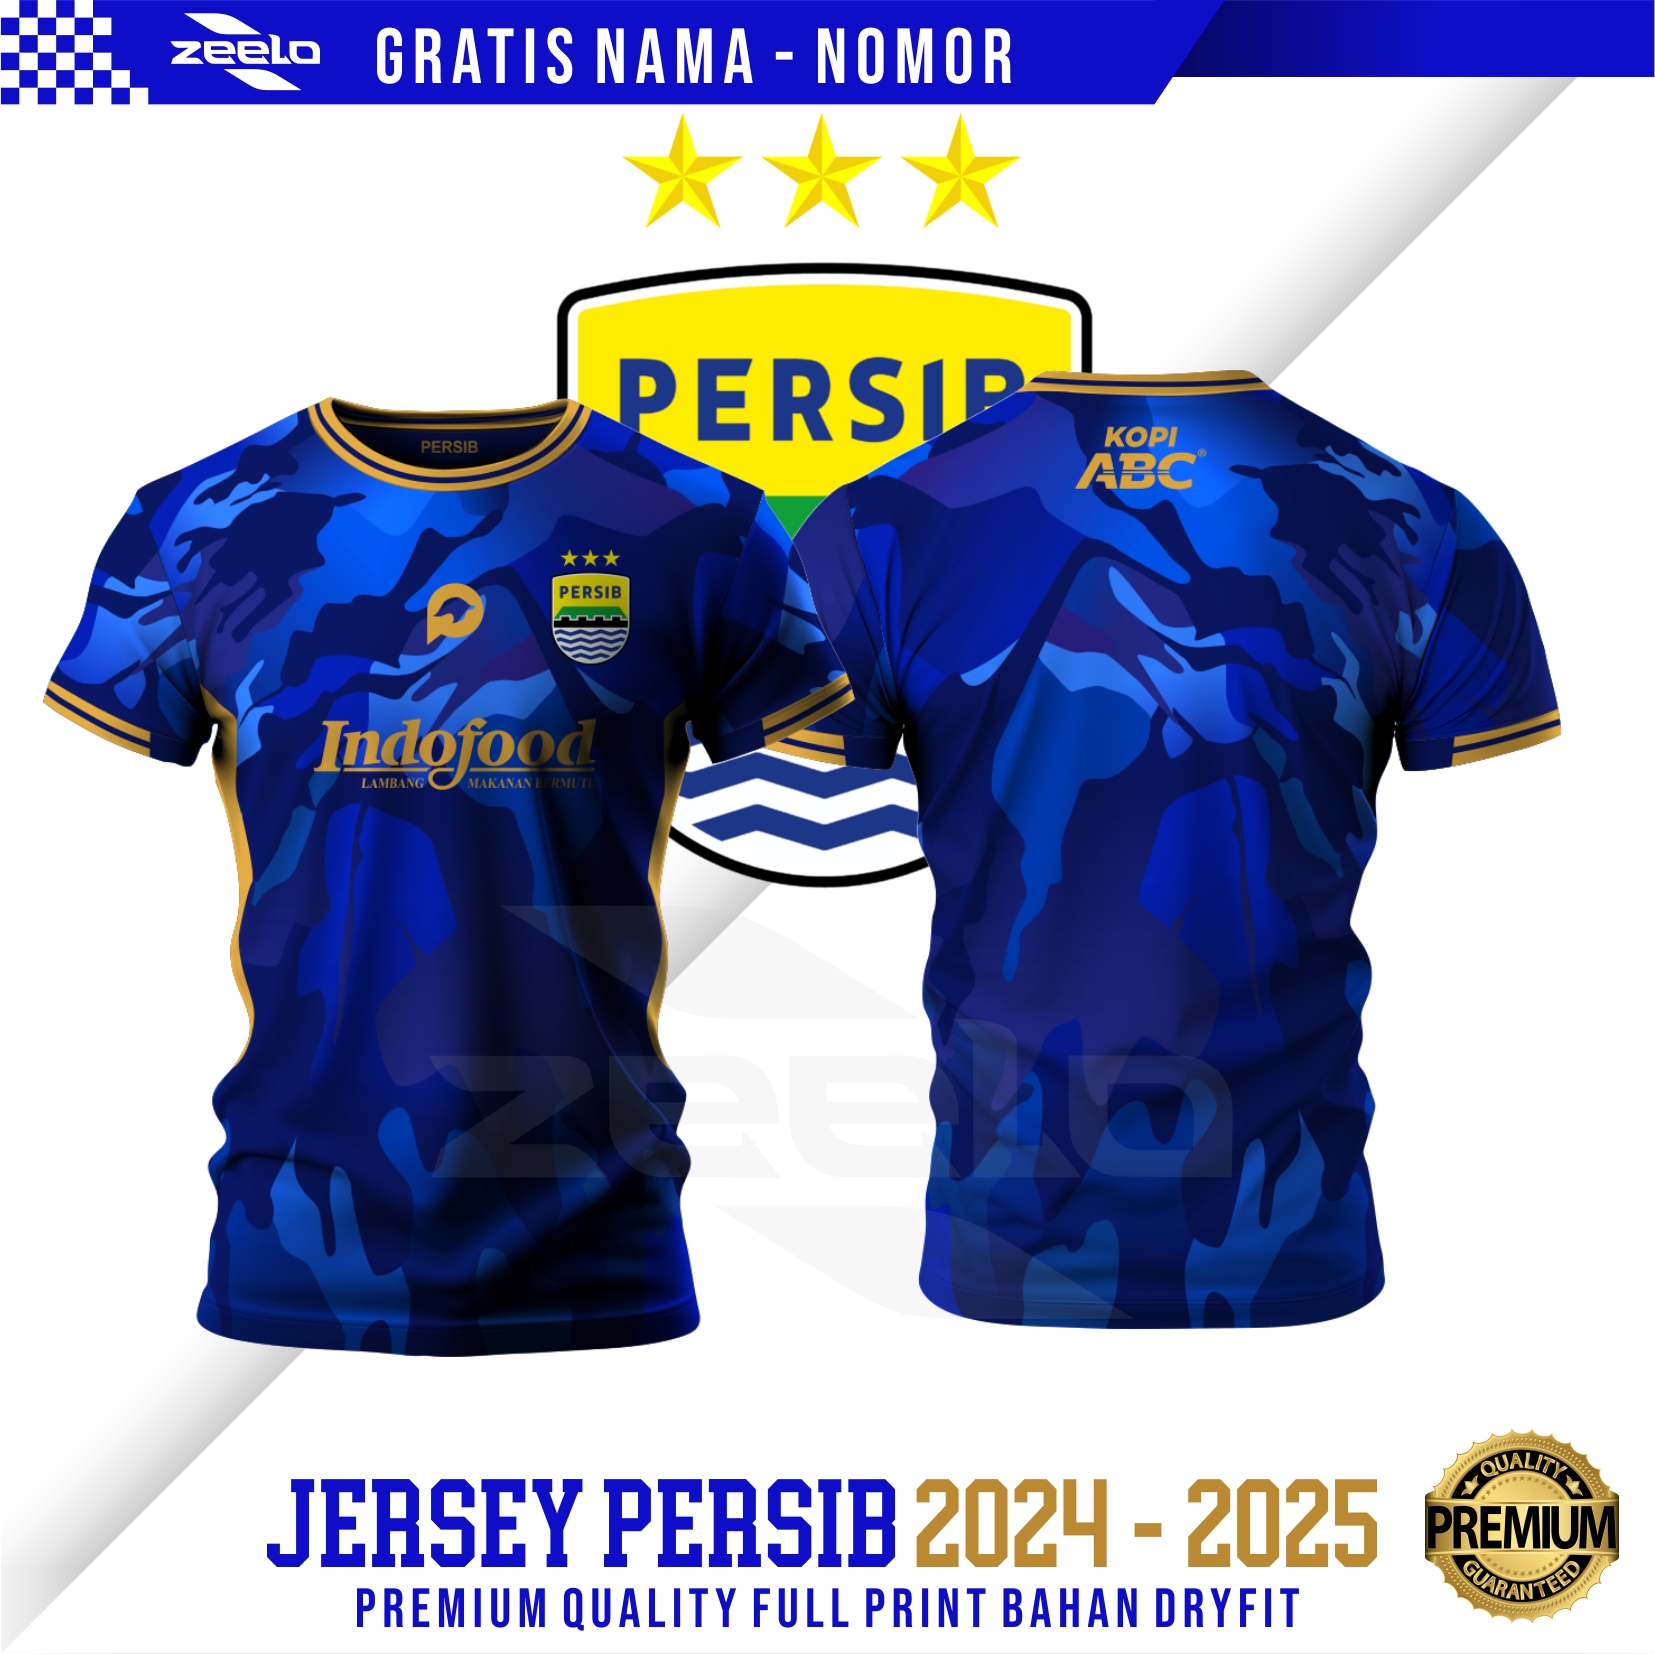 zeelo
GRATIS NAMA - NOMOR
PERSIB
PERSIB
KOPI
ABC®
PERSIB
Indofood
LAMBANG MAKANAN BERMUTU
zeelo
JERSEY PERSIB 2024 - 2025
PREMIUM QUALITY FULL PRINT BAHAN DRYFIT
QUALITY
PREMIUM
GUARANTEED